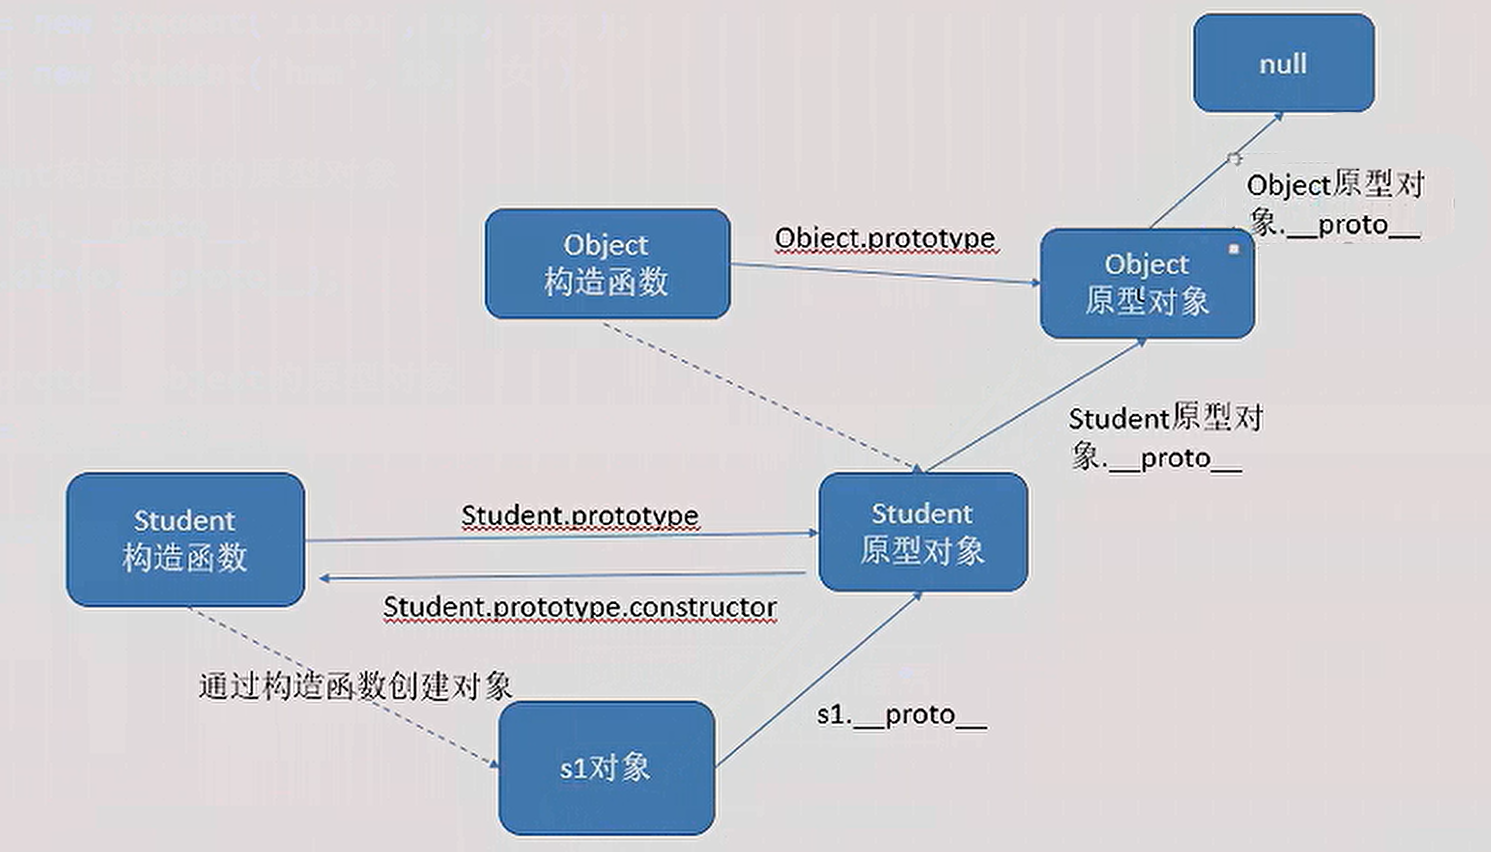 null
Object原型对
象.__proto__
Object
构造函数
Object.prototype
Object
原型对象
Student原型对
象.__proto__
Student
构造函数
Student.prototype
Student
原型对象
Student.prototype.constructor
通过构造函数创建对象
s1.__proto__
s1对象